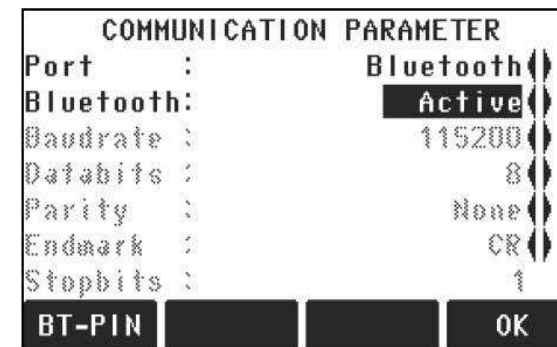 COMMUNICATION PARAMETER
Port : Bluetooth
Bluetooth: Active
Baudrate : 115200
Databits : 8
Parity : None
Endmark : CR
Stopbits : 1
BT-PIN OK